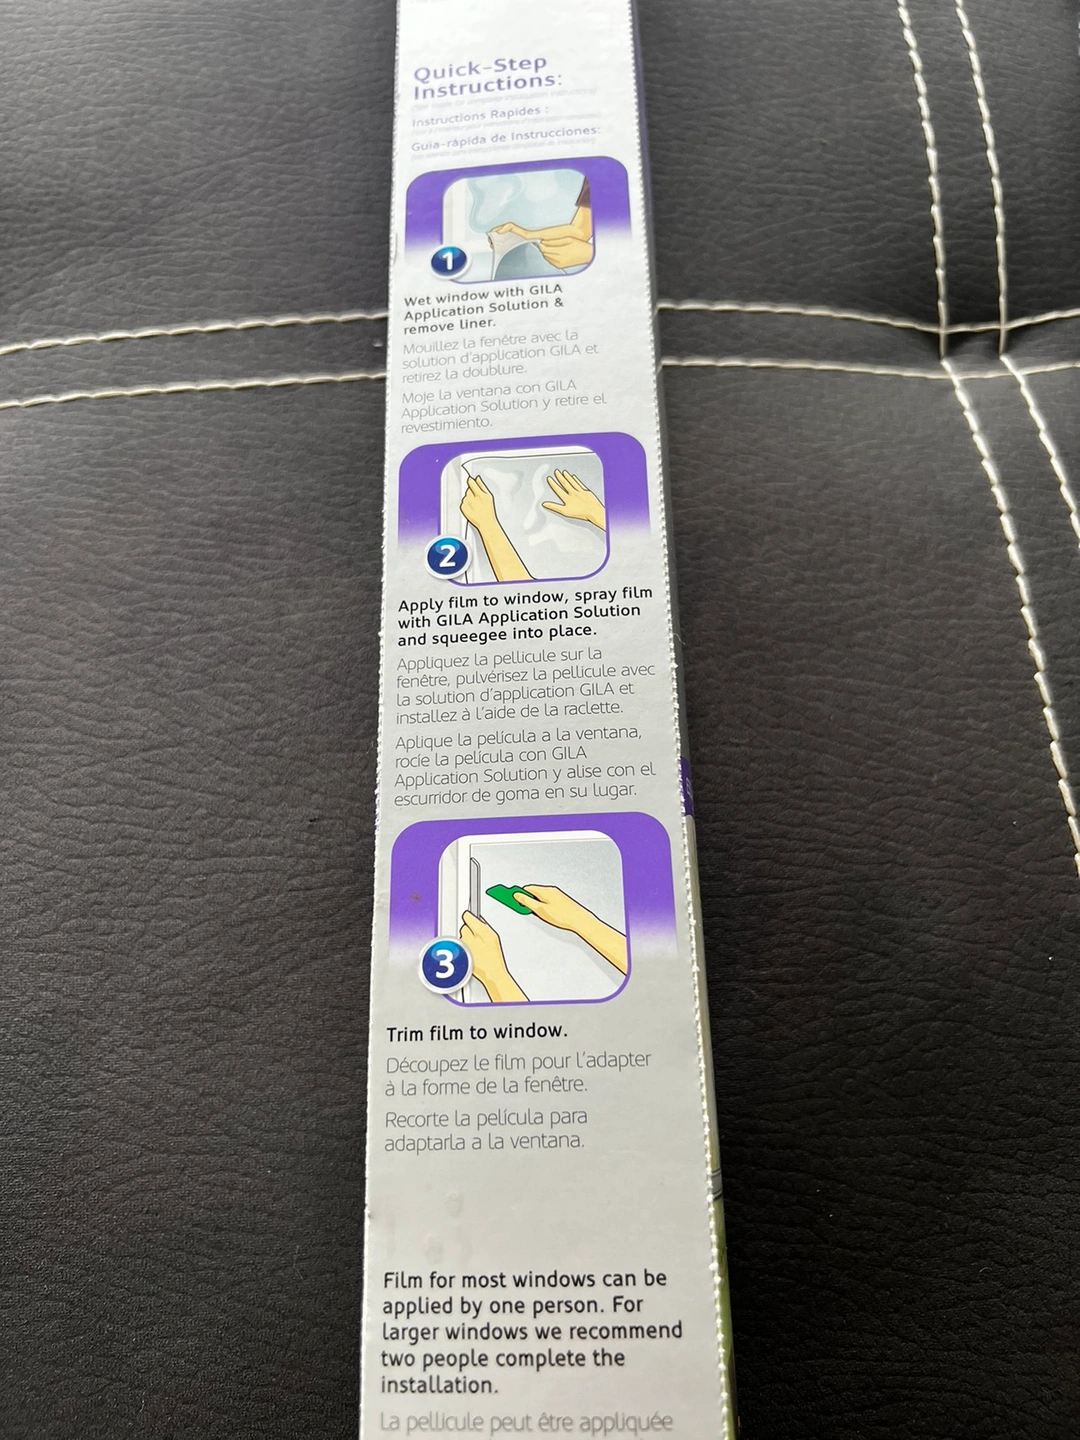 Quick-Step
Instructions:
Instructions Rapides :
Guía-rápida de Instrucciones:
1
Wet window with GILA
Application Solution &
remove liner.
Mouillez la fenêtre avec la
solution d'application GILA et
retirez la doublure.
Moje la ventana con GILA
Application Solution y retire el
revestimiento.
2
Apply film to window, spray film
with GILA Application Solution
and squeegee into place.
Appliquez la pellicule sur la
fenêtre, pulvérisez la pellicule avec
la solution d'application GILA et
installez à l'aide de la raclette.
Aplique la película a la ventana,
rocíe la película con GILA
Application Solution y alise con el
escurridor de goma en su lugar.
3
Trim film to window.
Découpez le film pour l'adapter
à la forme de la fenêtre.
Recorte la película para
adaptarla a la ventana.
Film for most windows can be
applied by one person. For
larger windows we recommend
two people complete the
installation.
La pellicule peut être appliquée